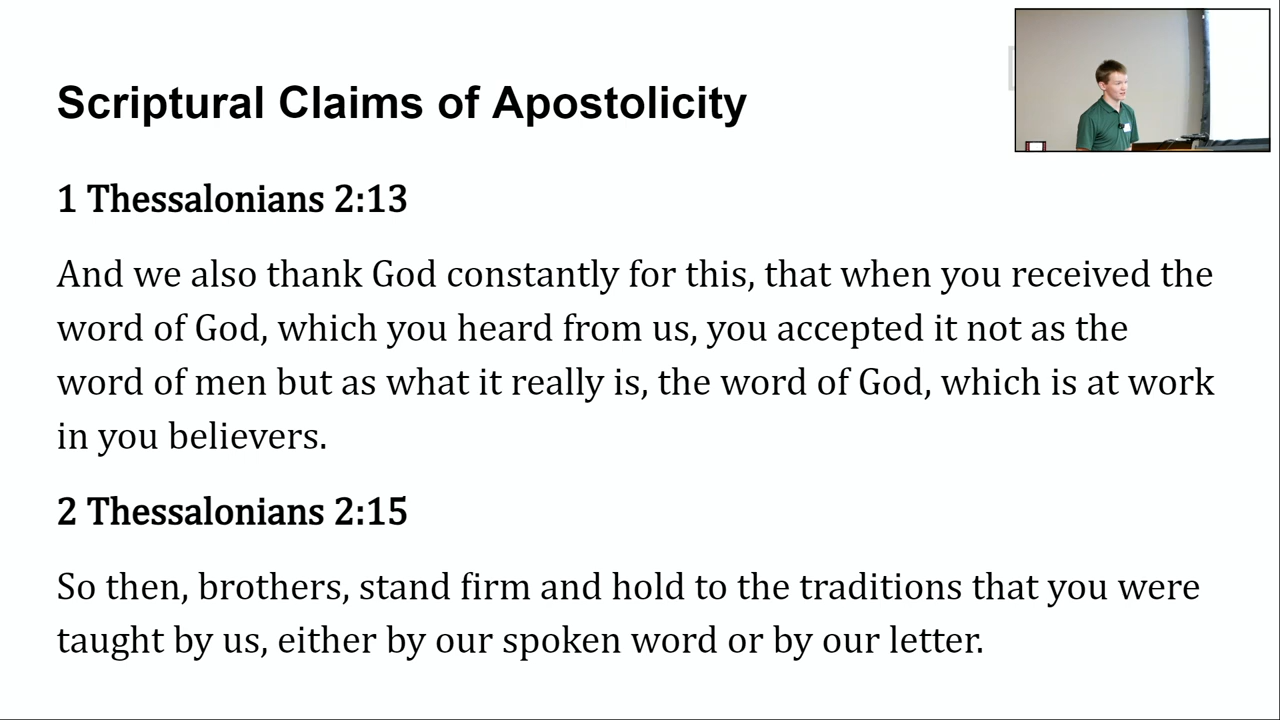 Scriptural Claims of Apostolicity
1 Thessalonians 2:13
And we also thank God constantly for this, that when you received the
word of God, which you heard from us, you accepted it not as the
word of men but as what it really is, the word of God, which is at work
in you believers.
2 Thessalonians 2:15
So then, brothers, stand firm and hold to the traditions that you were
taught by us, either by our spoken word or by our letter.